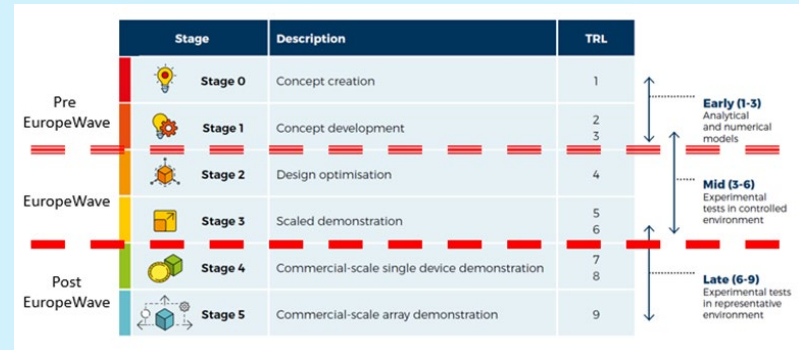 Stage Description TRL
Stage 0 Concept creation 1
Stage 1 Concept development 2
3
Stage 2 Design optimisation 4
Stage 3 Scaled demonstration 5
6
Stage 4 Commercial-scale single device demonstration 7
8
Stage 5 Commercial-scale array demonstration 9
Pre
EuropeWave
EuropeWave
Post
EuropeWave
Early (1-3)
Analytical
and numerical
models
Mid (3-6)
Experimental
tests in controlled
environment
Late (6-9)
Experimental tests
in representative
environment